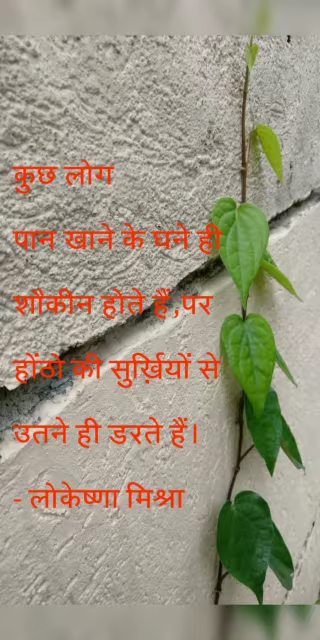 कुछ लोग
पान खाने के घने ही
शौकीन होते हैं,पर
होंठो की सुर्ख़ियों से
उतने ही डरते हैं।
- लोकेष्णा मिश्रा